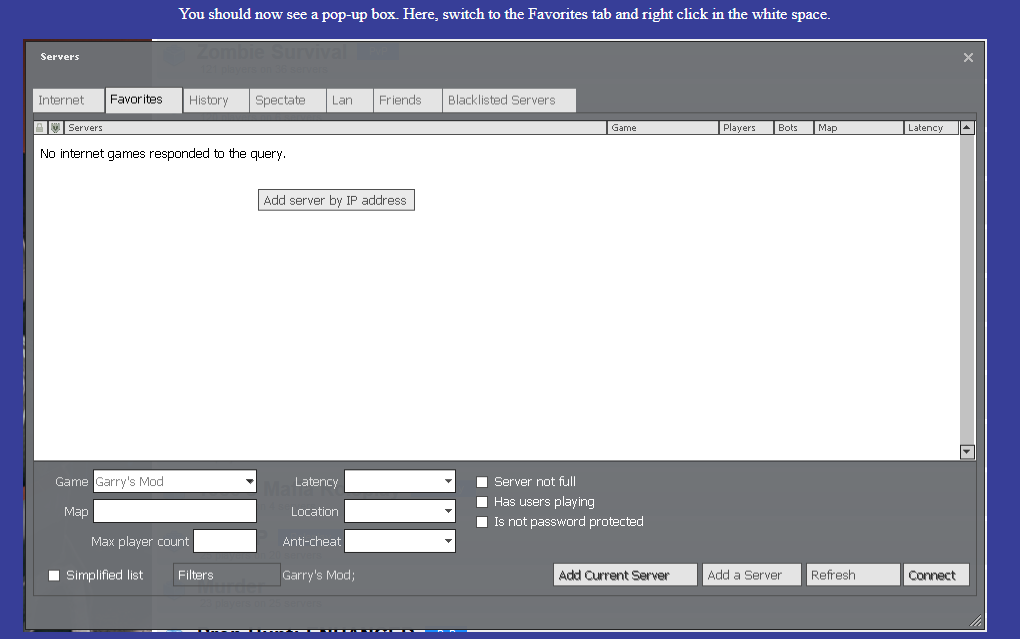 You should now see a pop-up box. Here, switch to the Favorites tab and right click in the white space.
Zombie Survival
Servers
Internet Favorites History Spectate Lan Friends Blacklisted Servers
Servers Game Players Bots Map Latency
No internet games responded to the query.
Add server by IP address
Game Garry's Mod Latency Server not full
Map Location Has users playing
Is not password protected
Max player count Anti-cheat
Simplified list Filters Garry's Mod; Add Current Server Add a Server Refresh Connect
Murder